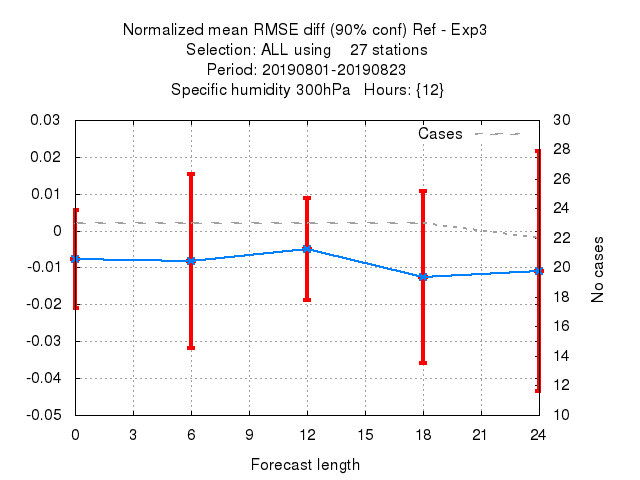 Normalized mean RMSE diff (90% conf) Ref - Exp3
Selection: ALL using 27 stations
Period: 20190801-20190823
Specific humidity 300hPa Hours: {12}
Cases
0.03
0.02
0.01
0
-0.01
-0.02
-0.03
-0.04
-0.05
30
28
26
24
22
20
18
16
14
12
10
No cases
0 3 6 9 12 15 18 21 24
Forecast length